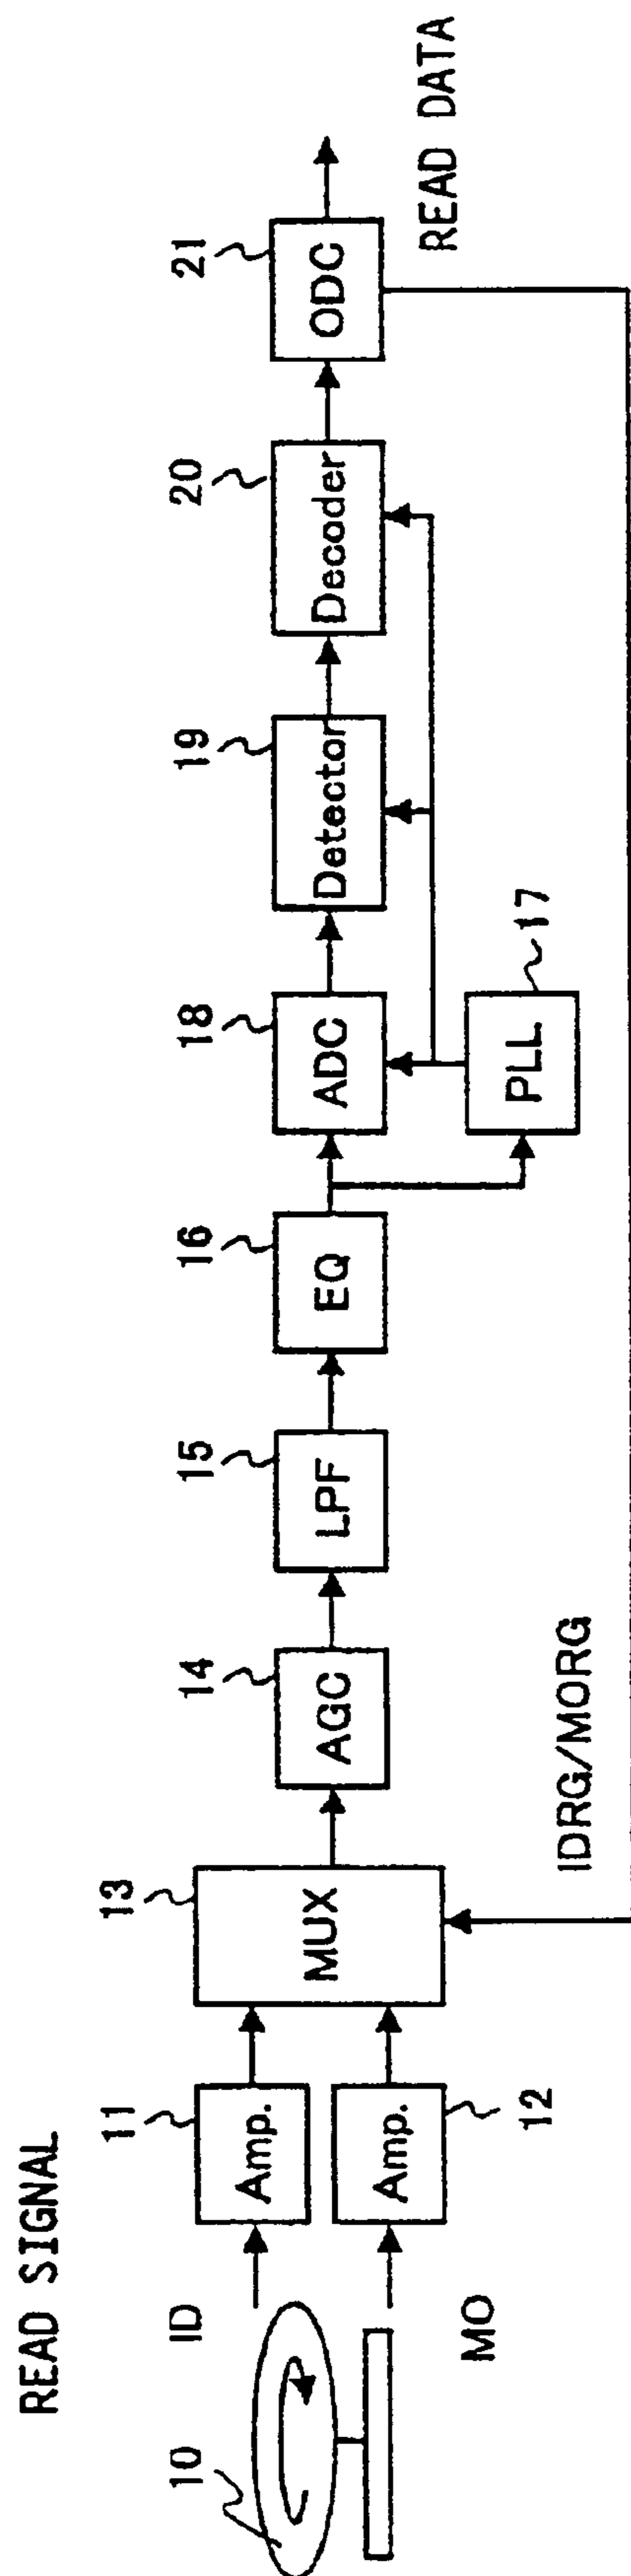 READ SIGNAL
10
ID
MO
11
Amp.
12
Amp.
13
MUX
IDRG/MORG
14
AGC
15
LPF
16
EQ
17
PLL
18
ADC
19
Detector
20
Decoder
21
ODC
READ DATA